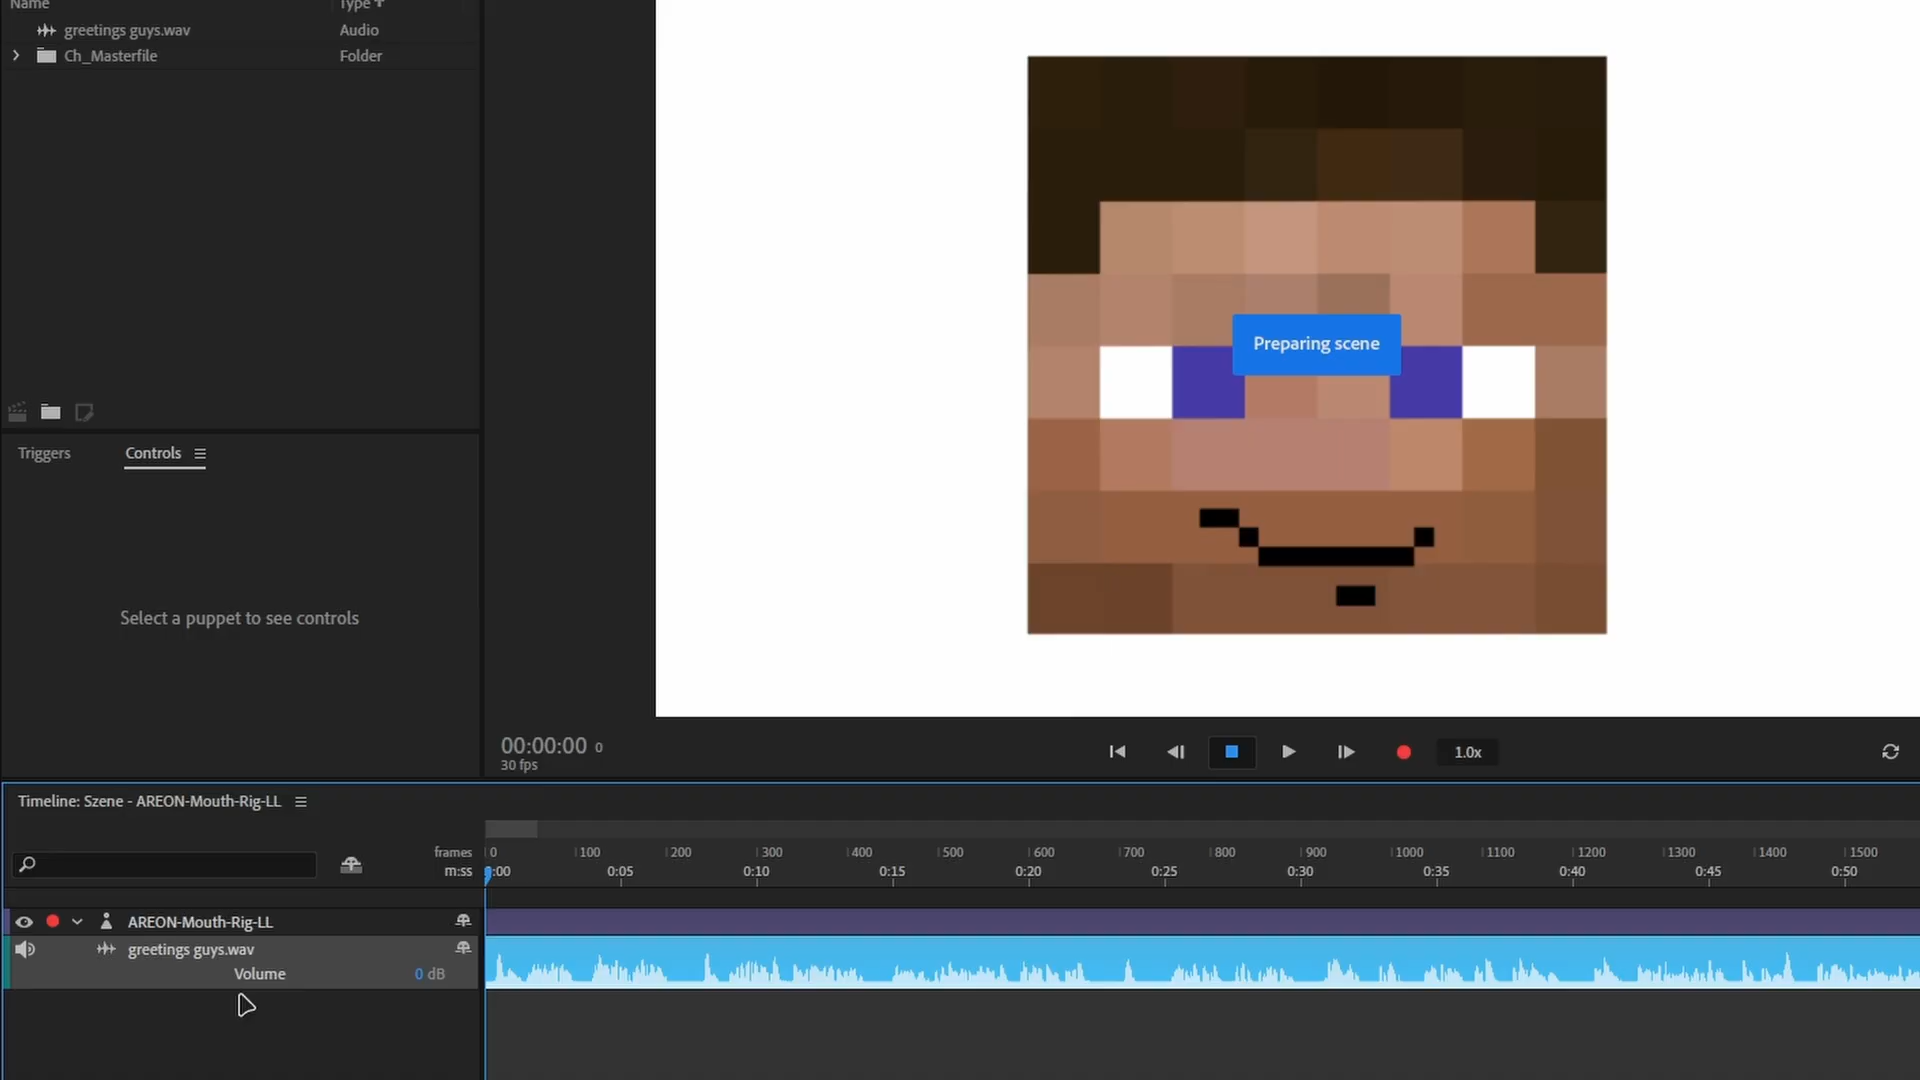 Name Type
greetings guys.wav Audio
Ch_Masterfile Folder
Preparing scene
Triggers Controls
Select a puppet to see controls
00:00:00 0
30 fps
1.0x
Timeline: Szene - AREON-Mouth-Rig-LL
frames 0 100 200 300 400 500 600 700 800 900 1000 1100 1200 1300 1400 1500
m:ss :00 0:05 0:10 0:15 0:20 0:25 0:30 0:35 0:40 0:45 0:50
AREON-Mouth-Rig-LL
greetings guys.wav
Volume 0 dB